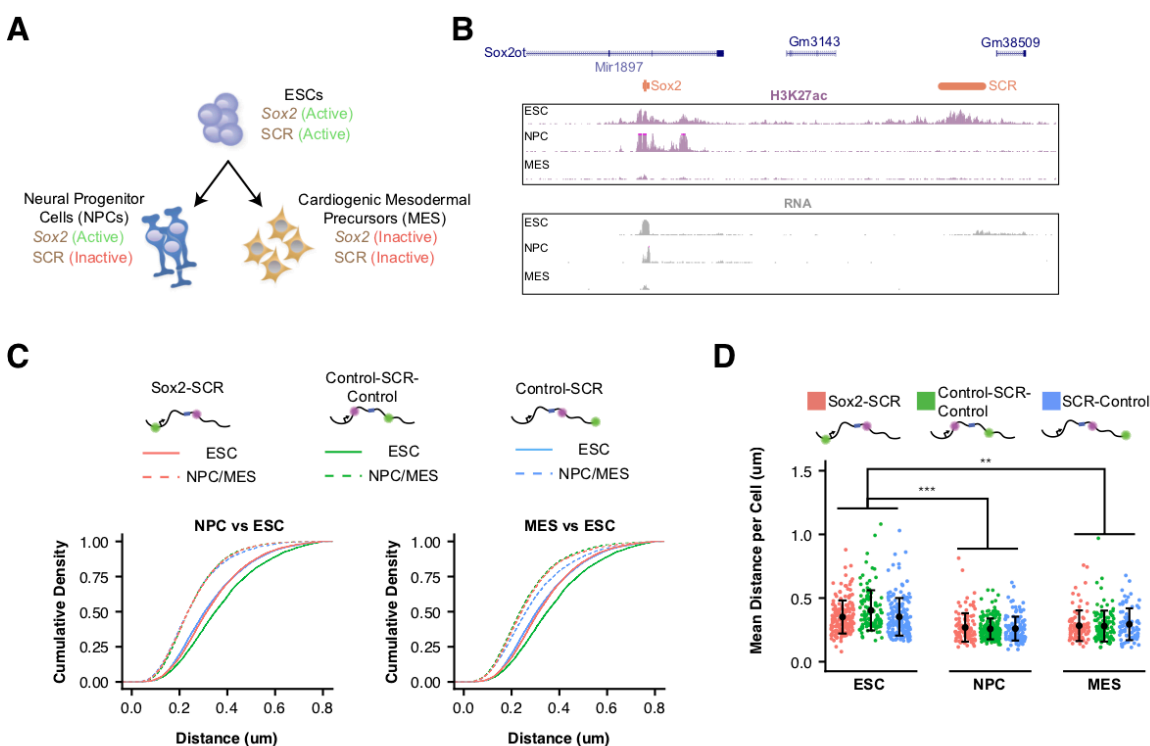 A
ESCs
Sox2 (Active)
SCR (Active)
Neural Progenitor
Cells (NPCs)
Sox2 (Active)
SCR (Inactive)
Cardiogenic Mesodermal
Precursors (MES)
Sox2 (Inactive)
SCR (Inactive)
B
Sox2ot
Mir1897
Gm3143
Gm38509
Sox2
SCR
H3K27ac
ESC
NPC
MES
RNA
ESC
NPC
MES
C
Sox2-SCR
ESC
NPC/MES
Control-SCR-
Control
ESC
NPC/MES
Control-SCR
ESC
NPC/MES
NPC vs ESC
Cumulative Density
1.00
0.75
0.50
0.25
0.00
0.0 0.2 0.4 0.6 0.8
Distance (um)
MES vs ESC
Cumulative Density
1.00
0.75
0.50
0.25
0.00
0.0 0.2 0.4 0.6 0.8
Distance (um)
D
Sox2-SCR
Control-SCR-
Control
SCR-Control
Mean Distance per Cell (um)
1.5
1.0
0.5
0.0
**
***
ESC NPC MES